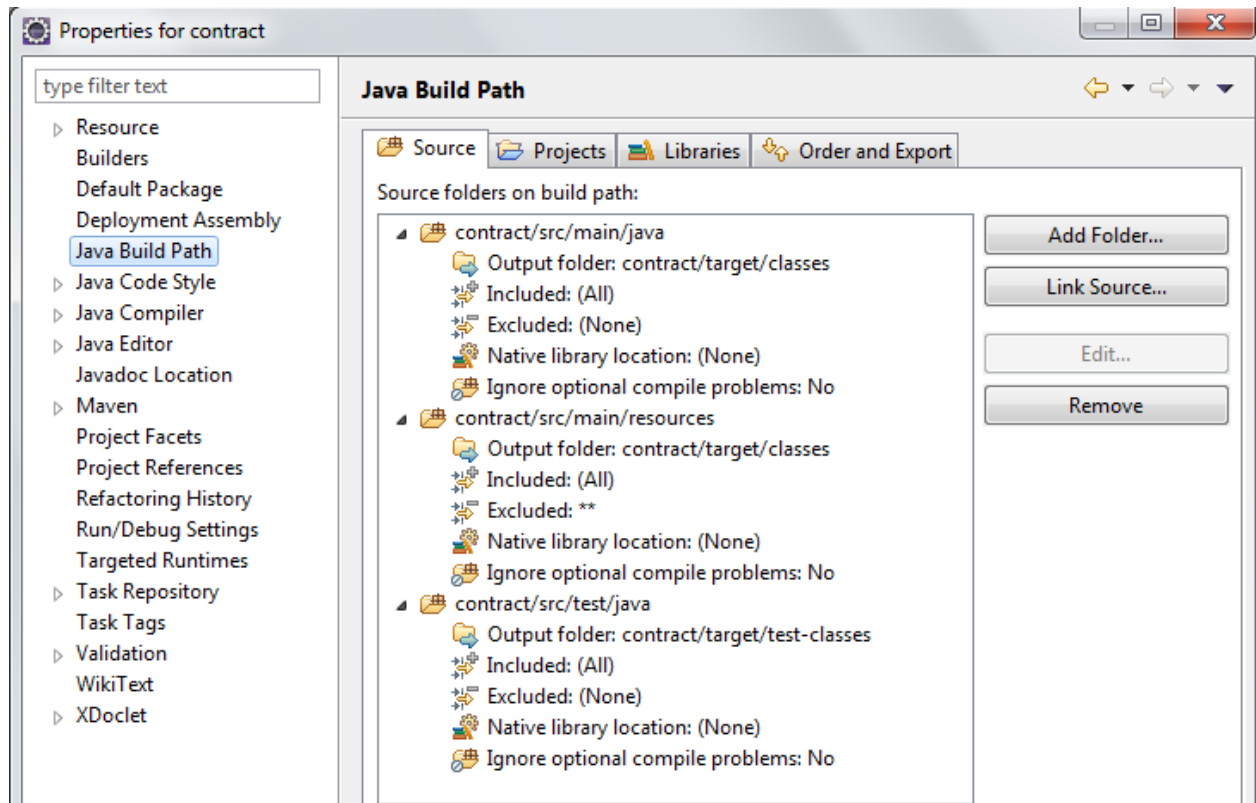 Properties for contract
type filter text
Resource
Builders
Default Package
Deployment Assembly
Java Build Path
Java Code Style
Java Compiler
Java Editor
Javadoc Location
Maven
Project Facets
Project References
Refactoring History
Run/Debug Settings
Targeted Runtimes
Task Repository
Task Tags
Validation
WikiText
XDoclet
Java Build Path
Source
Projects
Libraries
Order and Export
Source folders on build path:
contract/src/main/java
Output folder: contract/target/classes
Included: (All)
Excluded: (None)
Native library location: (None)
Ignore optional compile problems: No
contract/src/main/resources
Output folder: contract/target/classes
Included: (All)
Excluded: **
Native library location: (None)
Ignore optional compile problems: No
contract/src/test/java
Output folder: contract/target/test-classes
Included: (All)
Excluded: (None)
Native library location: (None)
Ignore optional compile problems: No
Add Folder...
Link Source...
Edit...
Remove